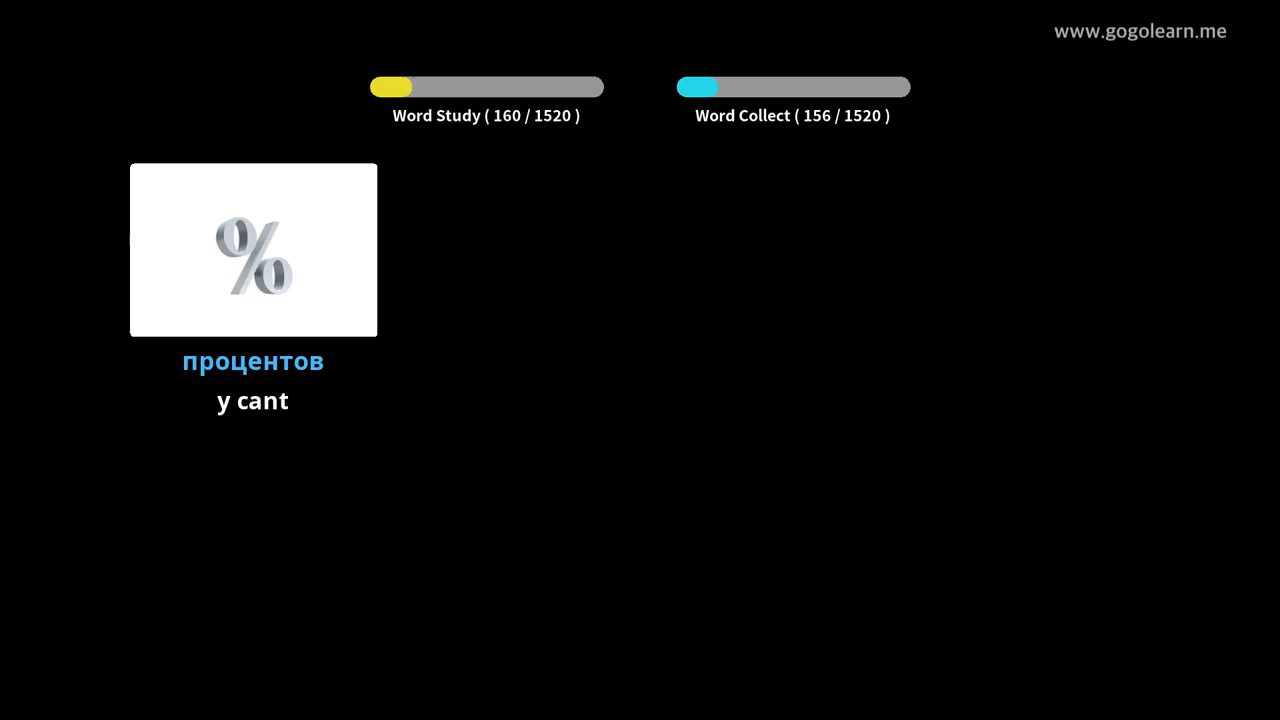 www.gogolearn.me
Word Study ( 160 / 1520 )
Word Collect ( 156 / 1520 )
%
процентов
y cant